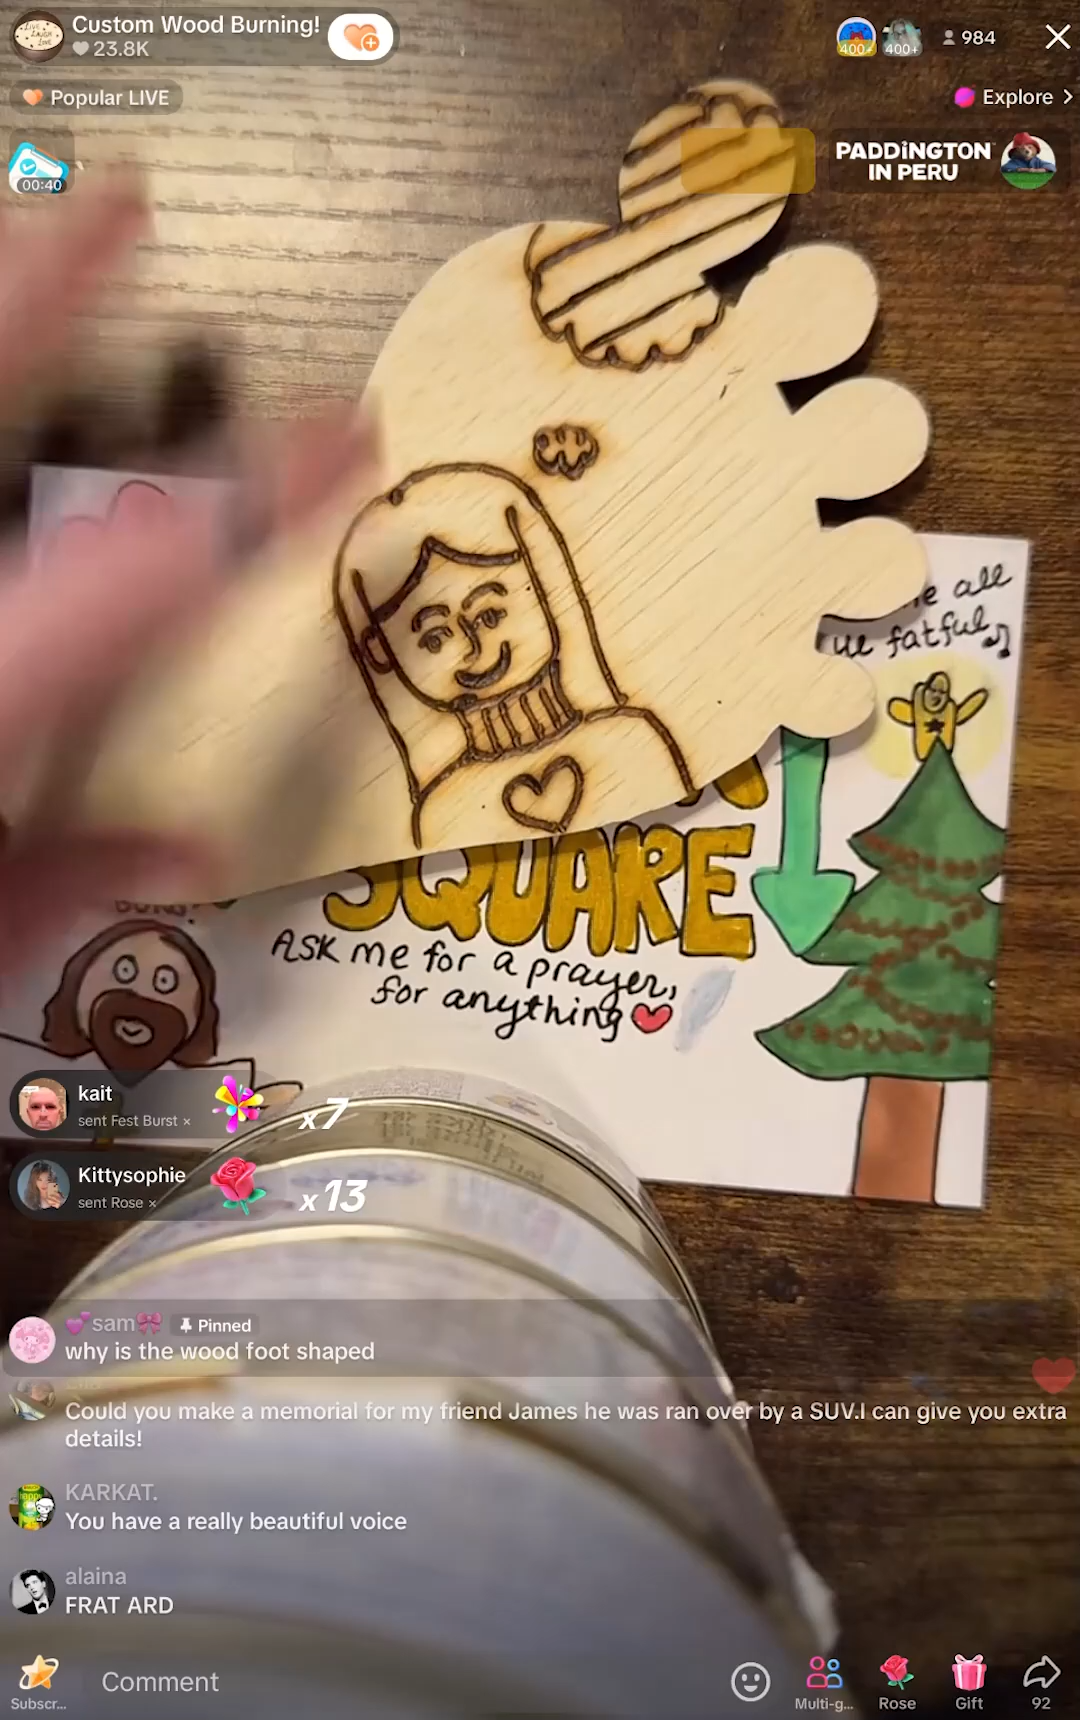 Custom Wood Burning!
23.8K
400+
400+
984
Popular LIVE
Explore >
00:40
PADDINGTON
IN PERU
all
ue fatful
SQUARE
ASK me for a prayer,
for anything
kait
sent Fest Burst ×
x7
Kittysophie
sent Rose ×
x13
sam
Pinned
why is the wood foot shaped
Could you make a memorial for my friend James he was ran over by a SUV.I can give you extra
details!
KARKAT.
You have a really beautiful voice
alaina
FRAT ARD
Subscr...
Comment
Multi-g...
Rose
Gift
92